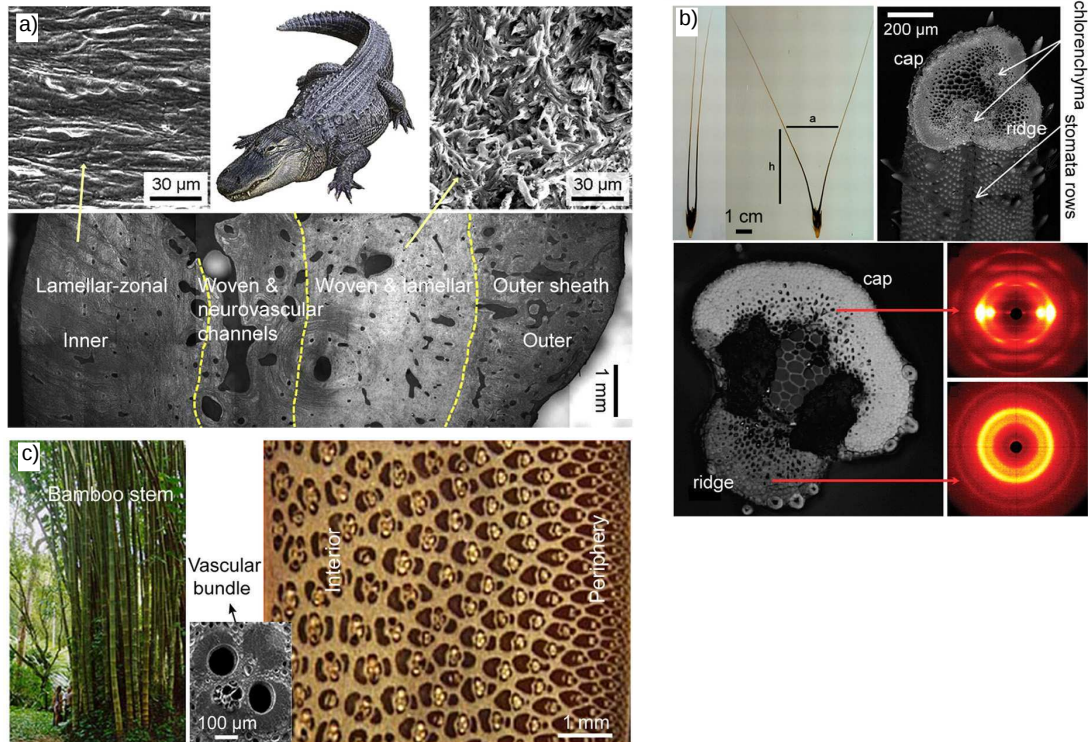 a)
30 µm
30 µm
Lamellar-zonal
Woven &
neurovascular
channels
Woven & lamellar
Outer sheath
Inner
Outer
1 mm
b)
a
h
1 cm
200 µm
cap
ridge
chlorenchyma
stomata rows
cap
ridge
c)
Bamboo stem
Vascular
bundle
100 µm
Interior
Periphery
1 mm